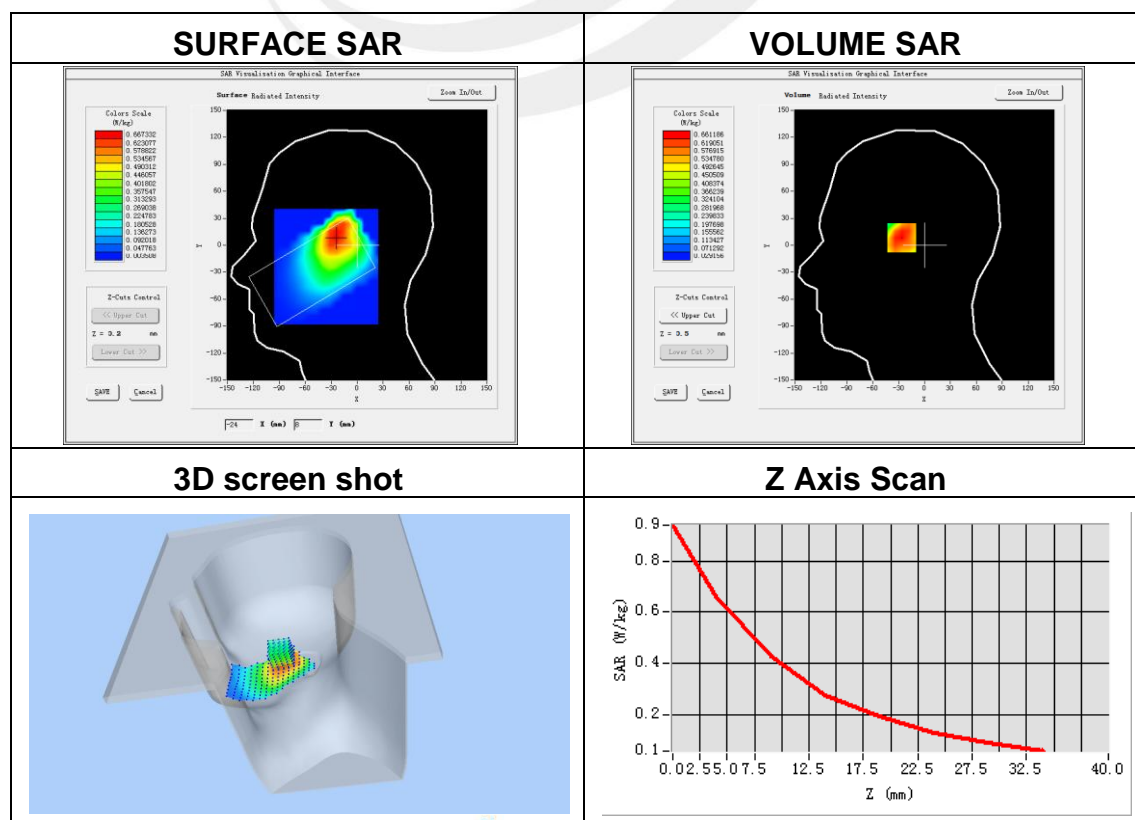 SURFACE SAR
VOLUME SAR
SAR Visualisation Graphical Interface
Surface Radiated Intensity
Zoom In/Out
Colors Scale
(W/kg)
0.667332
0.623077
0.578822
0.534567
0.490312
0.446057
0.401802
0.357547
0.313293
0.269038
0.224783
0.180528
0.136273
0.092018
0.047763
0.003508
150
120
90
60
30
0
-30
-60
-90
-120
-150
Y
-150 -120 -90 -60 -30 0 30 60 90 120 150
X
Z-Cuts Control
<< Upper Cut
Z = 3.2 mm
Lower Cut >>
SAVE Cancel
-24 X (mm) 8 Y (mm)
SAR Visualisation Graphical Interface
Volume Radiated Intensity
Zoom In/Out
Colors Scale
(W/kg)
0.661186
0.619051
0.576915
0.534780
0.492645
0.450509
0.408374
0.366239
0.324104
0.281968
0.239833
0.197698
0.155562
0.113427
0.071292
0.029156
150
120
90
60
30
0
-30
-60
-90
-120
-150
Y
-150 -120 -90 -60 -30 0 30 60 90 120 150
X
Z-Cuts Control
<< Upper Cut
Z = 3.5 mm
Lower Cut >>
SAVE Cancel
3D screen shot
Z Axis Scan
0.9
0.8
0.6
0.4
0.2
0.1
SAR (W/kg)
0.0 2.5 5.0 7.5 12.5 17.5 22.5 27.5 32.5 40.0
Z (mm)